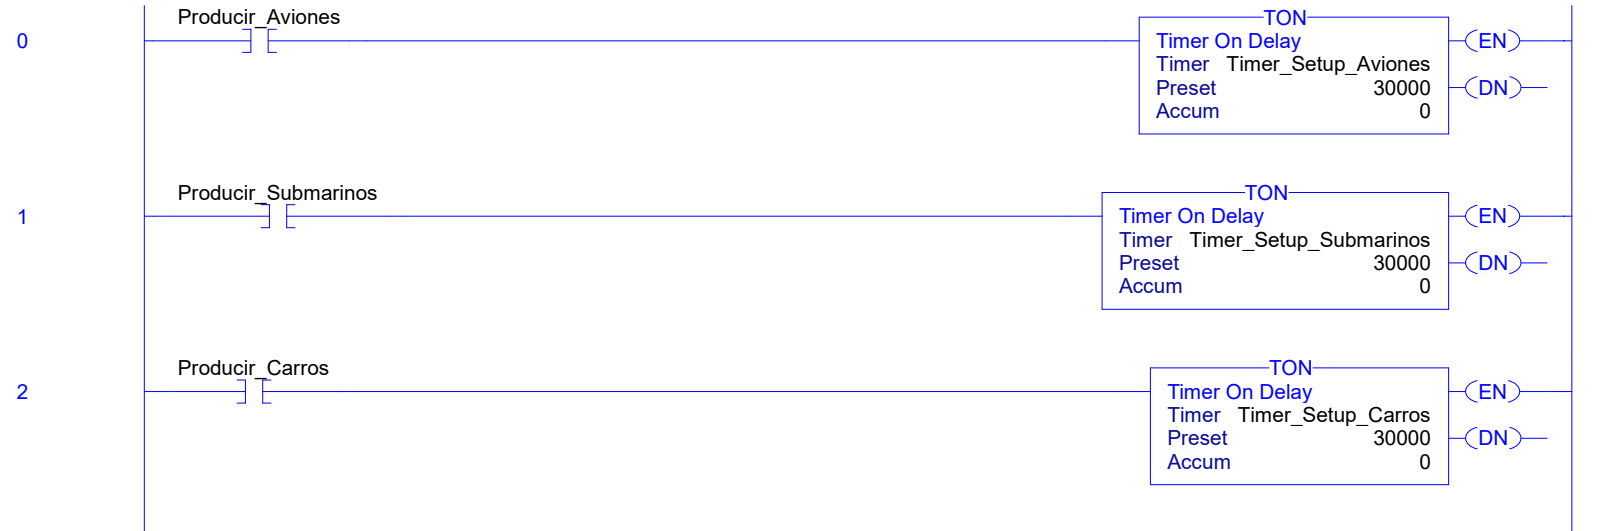 Producir_Aviones
TON
0
Timer On Delay
EN
Timer Timer_Setup_Aviones
Preset 30000
DN
Accum 0
Producir_Submarinos
TON
1
Timer On Delay
EN
Timer Timer_Setup_Submarinos
Preset 30000
DN
Accum 0
Producir_Carros
TON
2
Timer On Delay
EN
Timer Timer_Setup_Carros
Preset 30000
DN
Accum 0